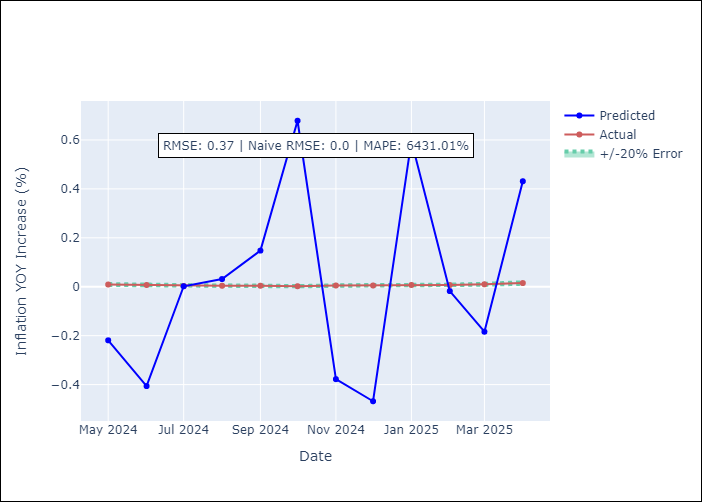 RMSE: 0.37 | Naive RMSE: 0.0 | MAPE: 6431.01%
Predicted
Actual
+/-20% Error
Inflation YOY Increase (%)
0.6
0.4
0.2
0
−0.2
−0.4
May 2024
Jul 2024
Sep 2024
Nov 2024
Jan 2025
Mar 2025
Date